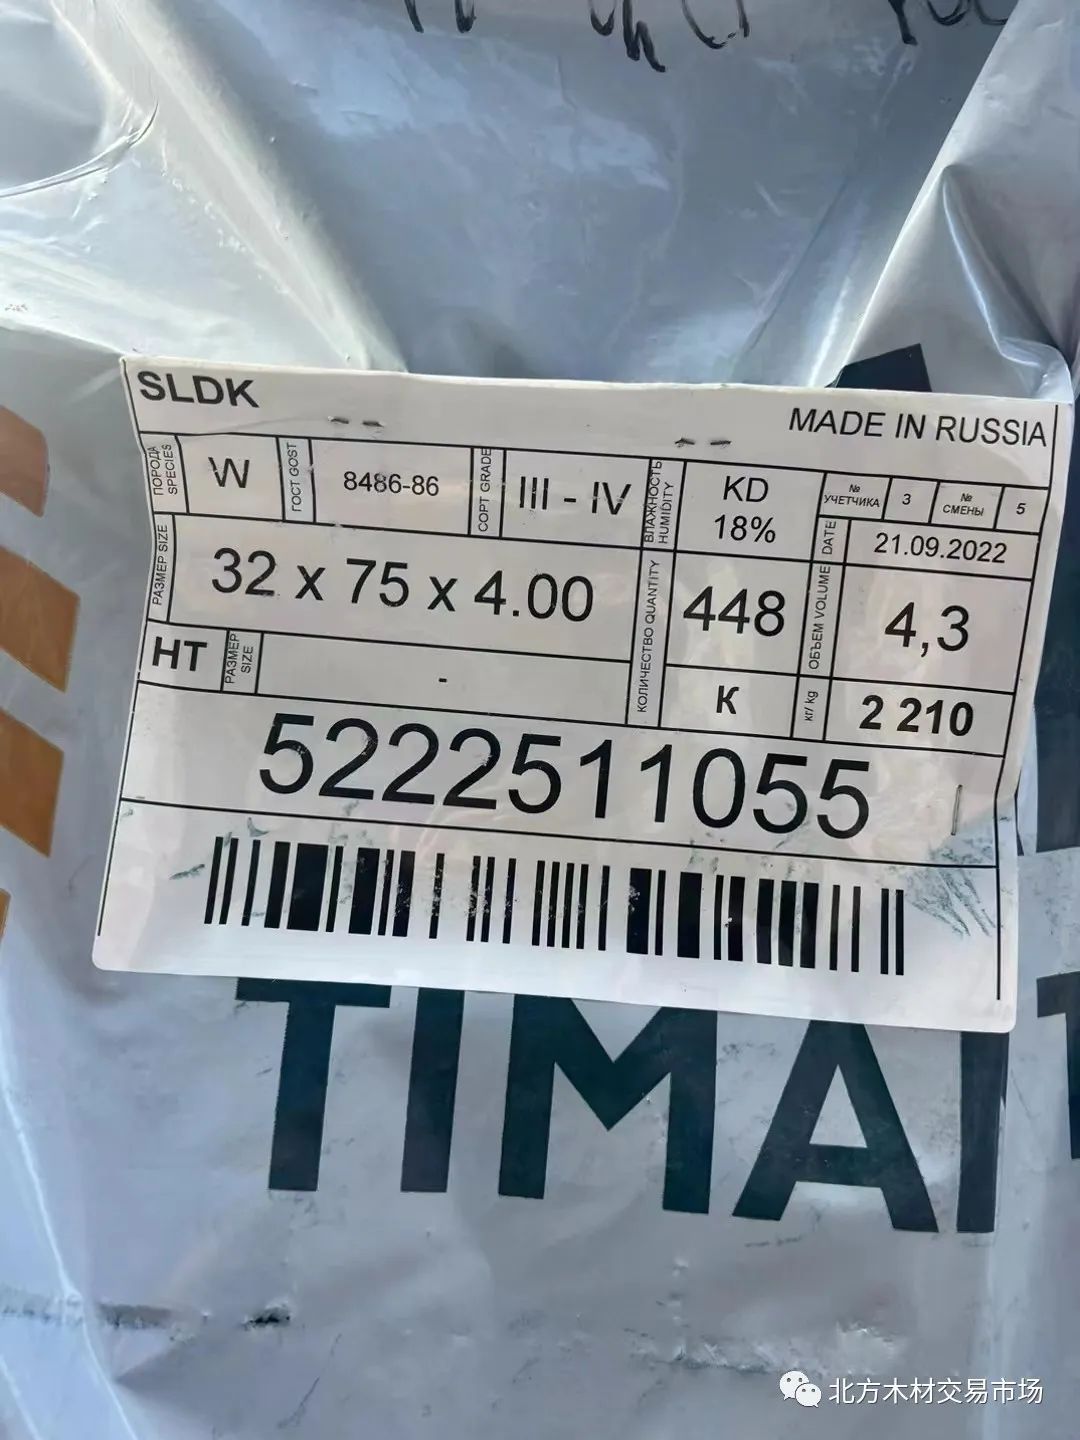 SLDK
MADE IN RUSSIA
ПОРОДА
SPECIES
W
ГОСТ GOST
8486-86
СОРТ GRADE
III - IV
ВЛАЖНОСТЬ
HUMIDITY
KD
18%
№
УЧЕТЧИКА
3
№
СМЕНЫ
5
DATE
21.09.2022
РАЗМЕР SIZE
32 x 75 x 4.00
КОЛИЧЕСТВО QUANTITY
448
ОБЪЕМ VOLUME
4,3
HT
РАЗМЕР
SIZE
-
К
кг/ kg
2 210
5222511055
TIMA
北方木材交易市场